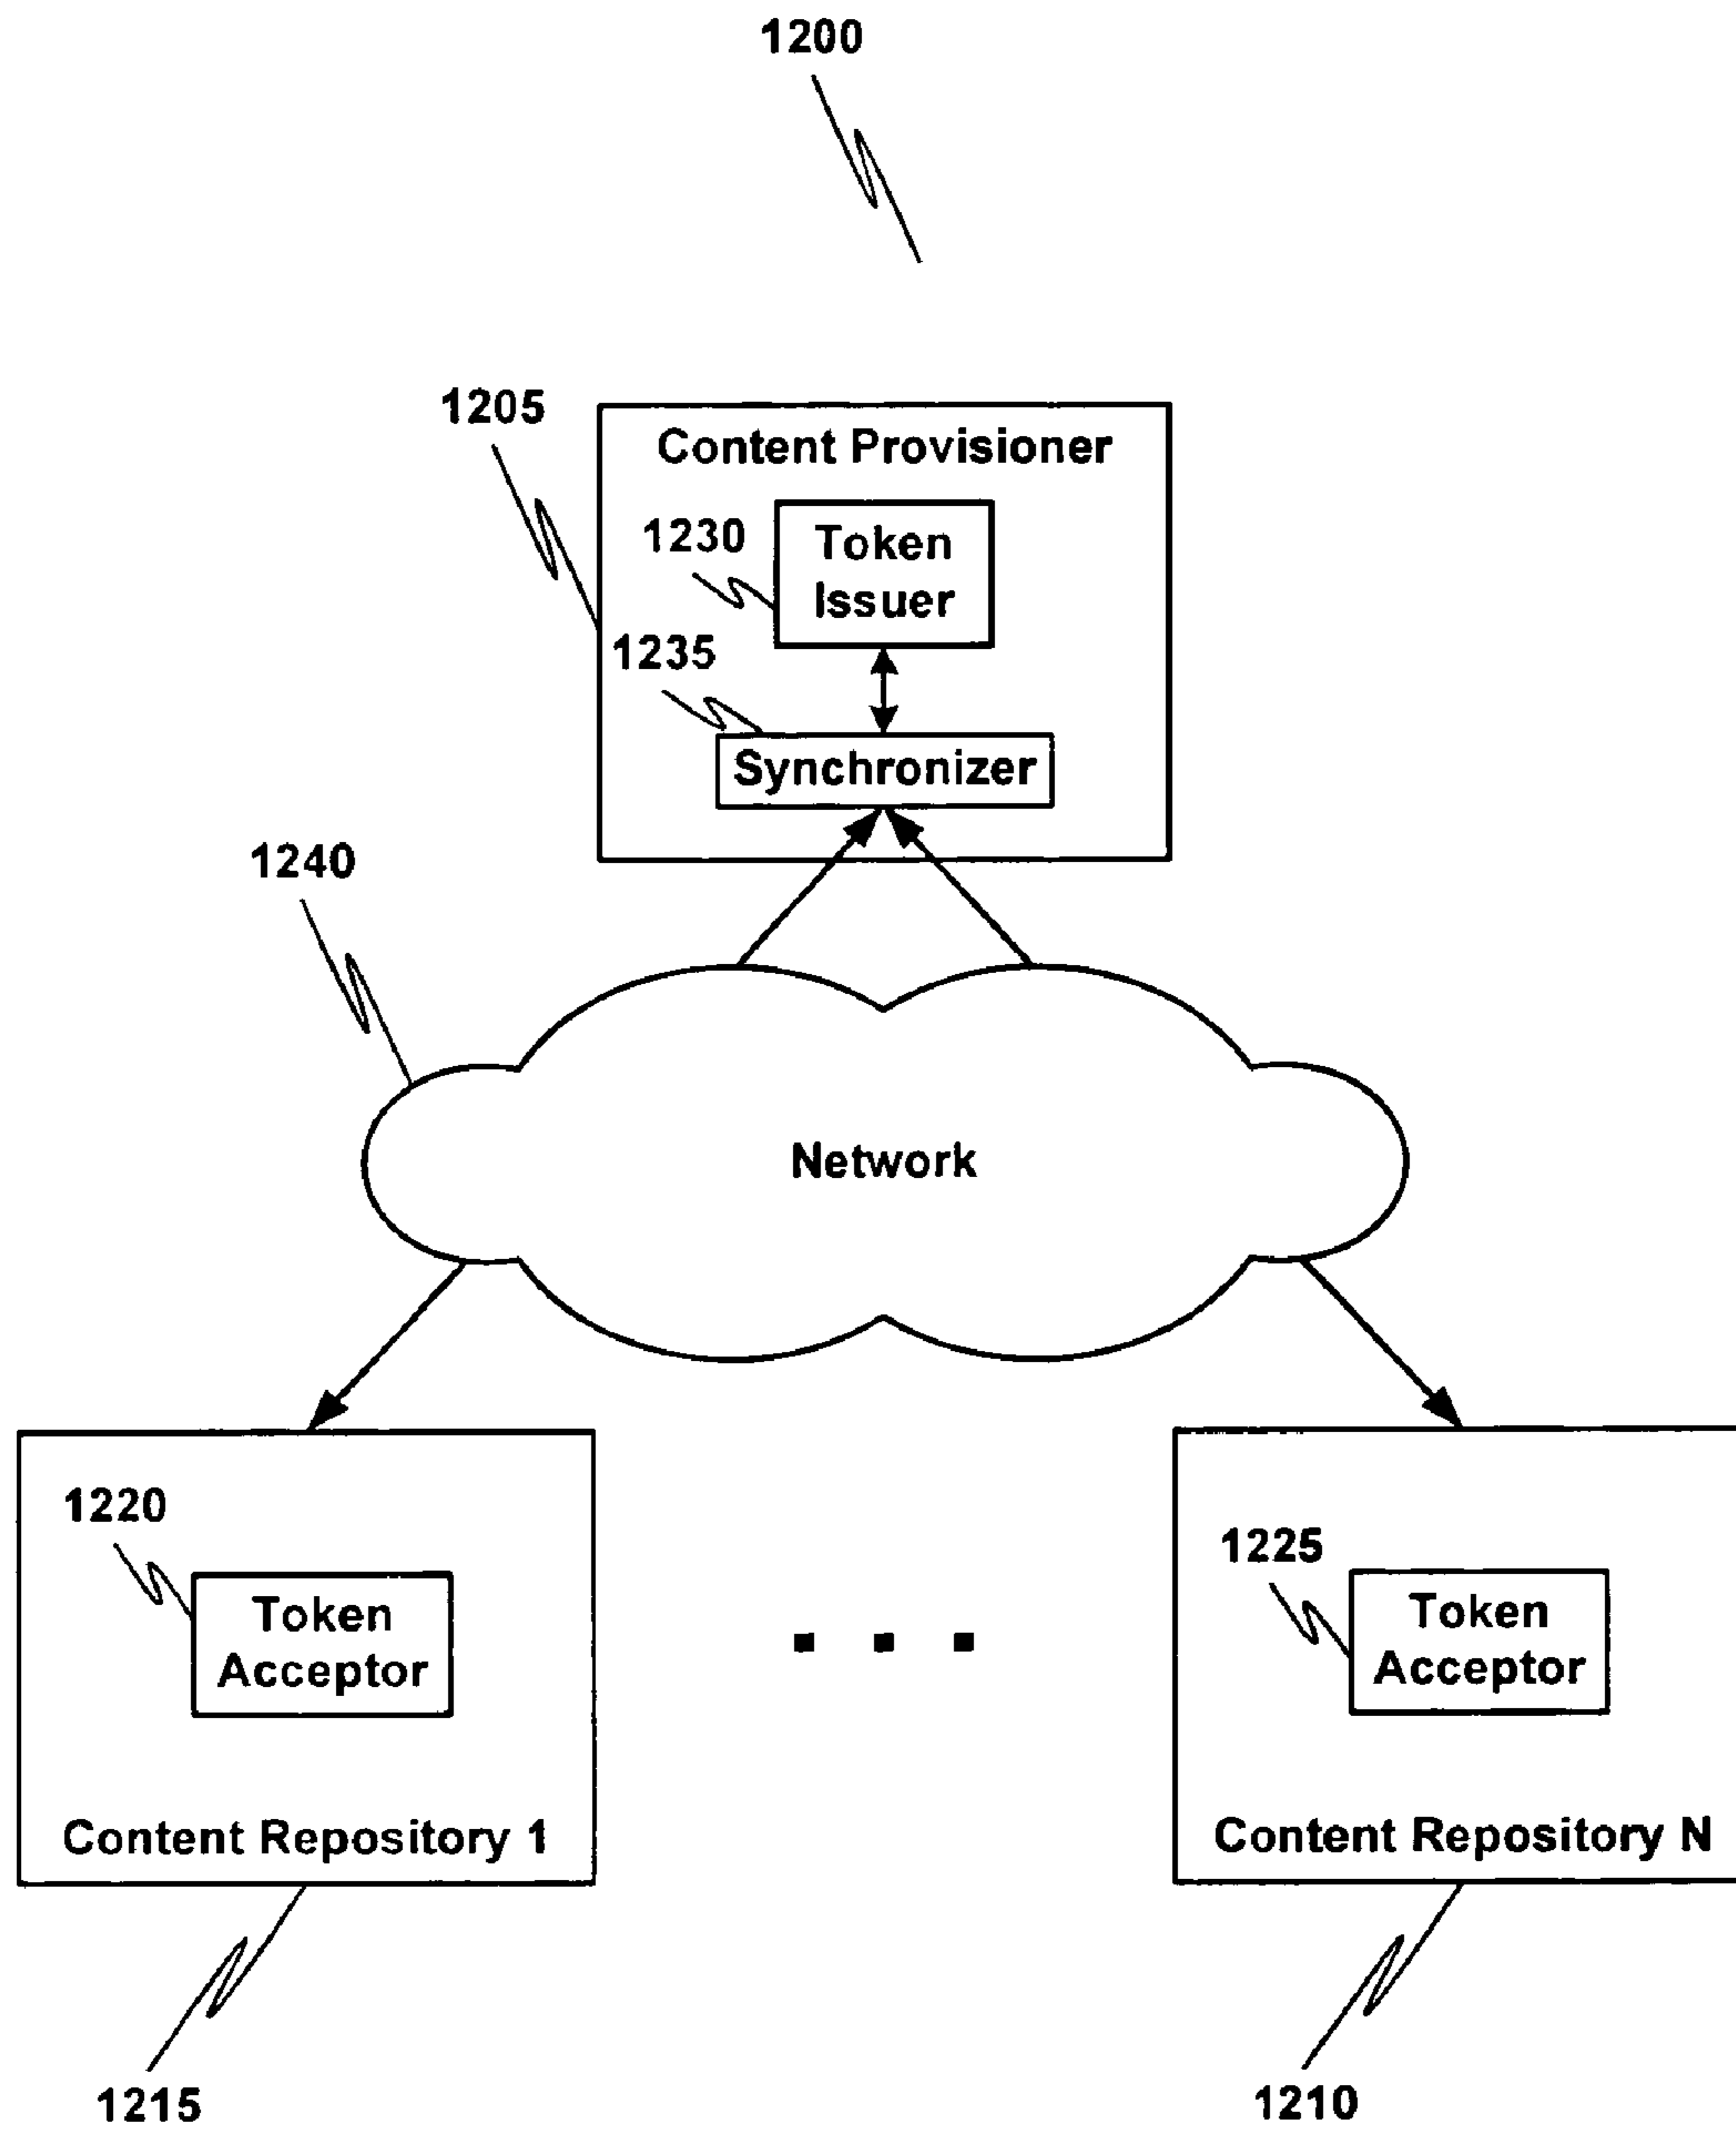 1200
1205
Content Provisioner
1230
Token
Issuer
1235
Synchronizer
1240
Network
1220
Token
Acceptor
Content Repository 1
1225
Token
Acceptor
Content Repository N
1215
1210